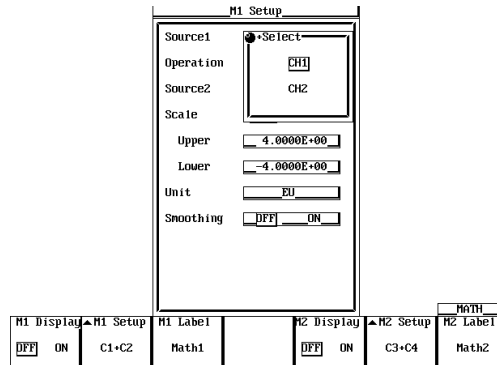 M1 Setup
Source1
+Select
Operation
CH1
Source2
CH2
Scale
Upper 4.0000E+00
Lower -4.0000E+00
Unit EU
Smoothing OFF ON
MATH
M1 Display M1 Setup M1 Label M2 Display M2 Setup M2 Label
OFF ON C1+C2 Math1 OFF ON C3+C4 Math2